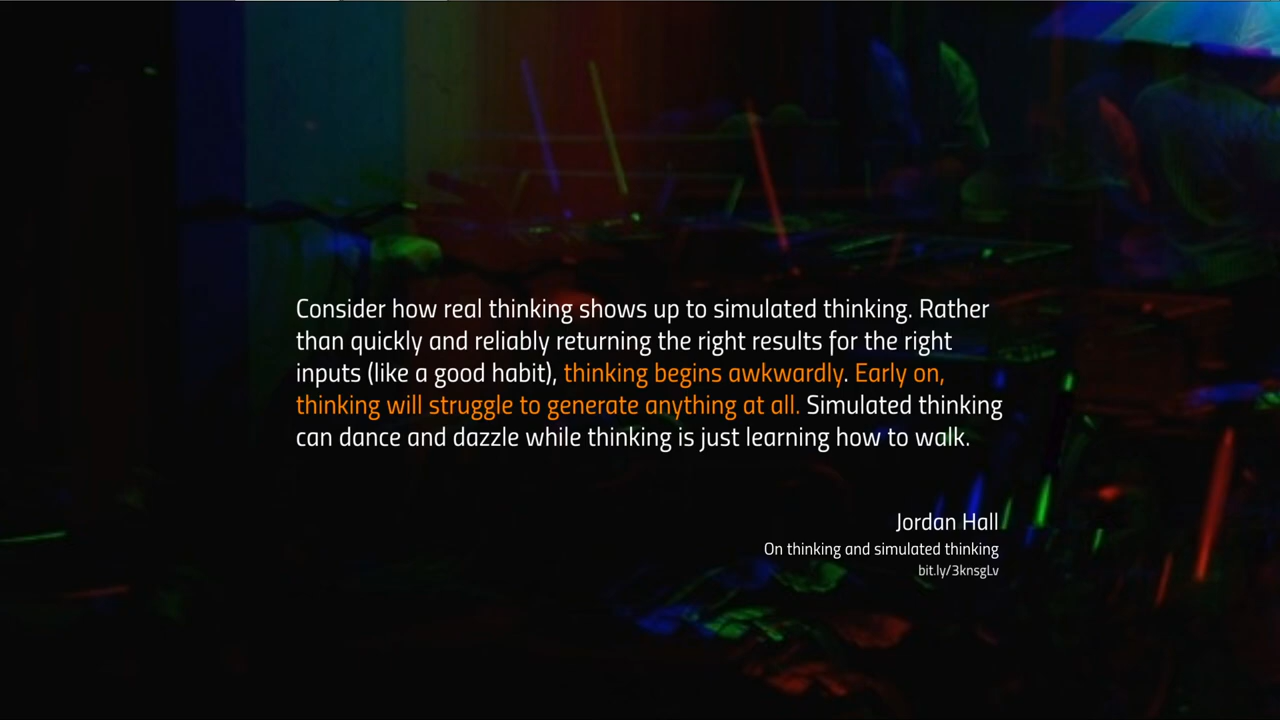 Consider how real thinking shows up to simulated thinking. Rather
than quickly and reliably returning the right results for the right
inputs (like a good habit), thinking begins awkwardly. Early on,
thinking will struggle to generate anything at all. Simulated thinking
can dance and dazzle while thinking is just learning how to walk.
Jordan Hall
On thinking and simulated thinking
bit.ly/3knsgLv